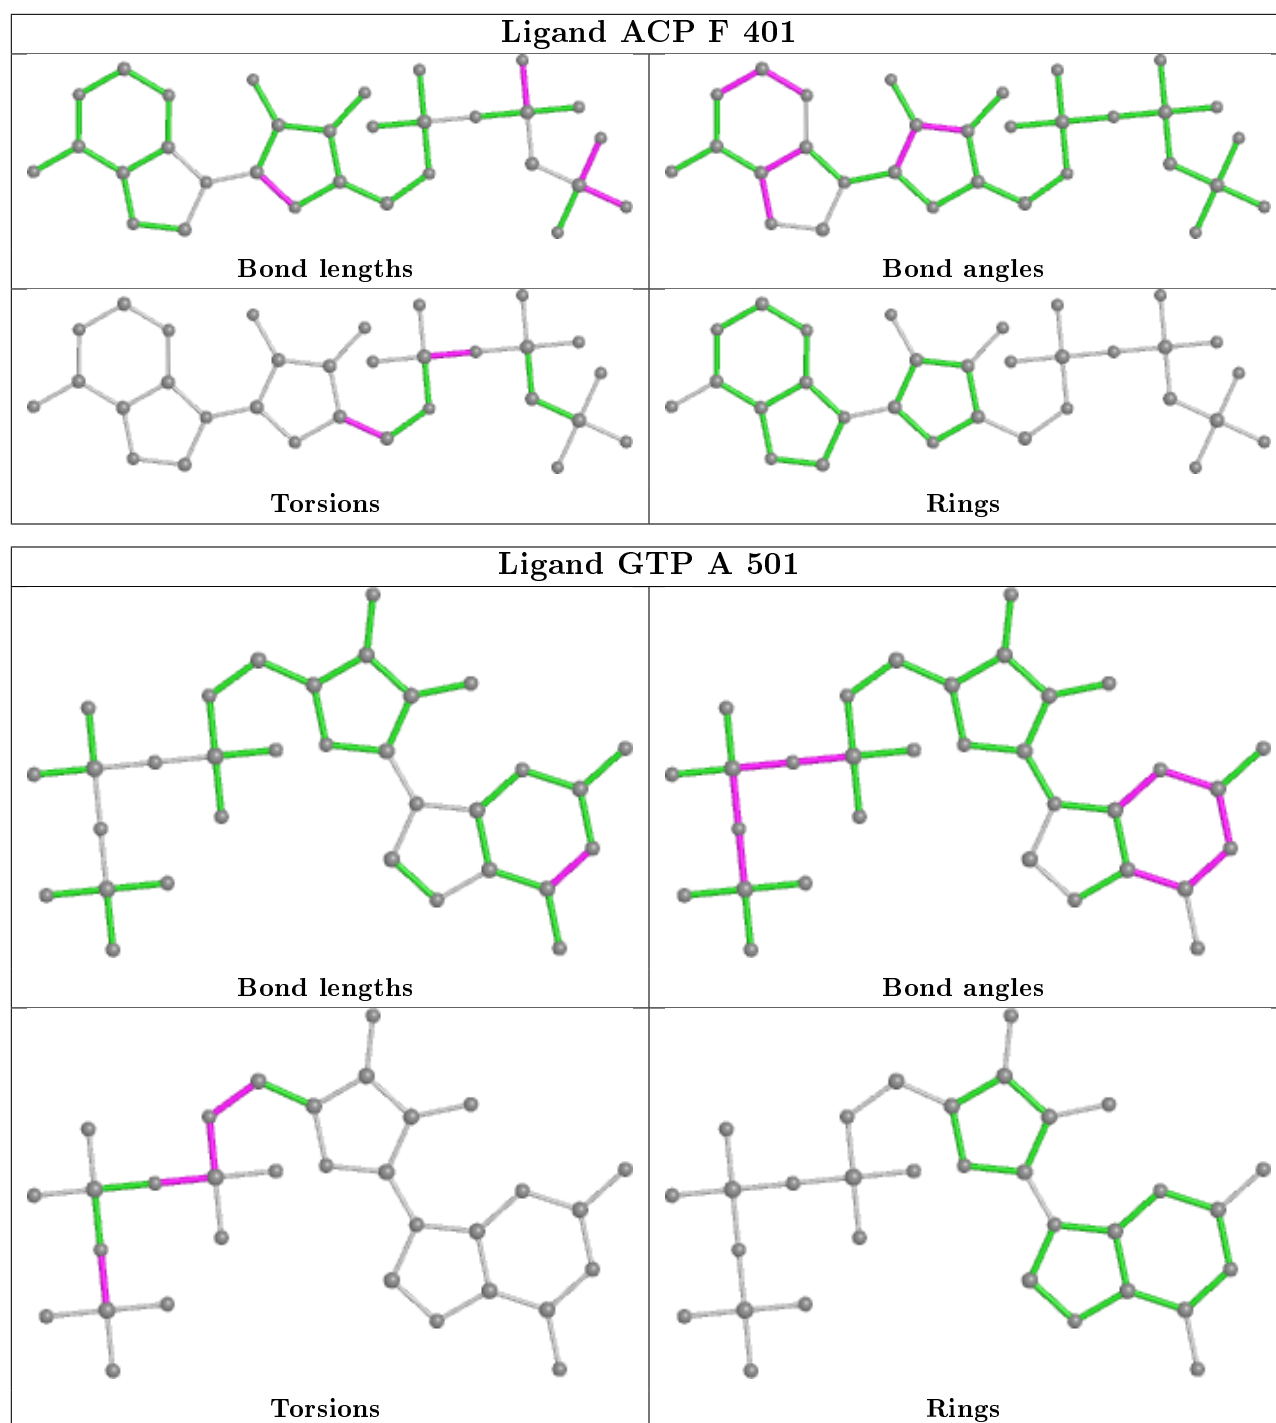 Ligand ACP F 401
Bond lengths
Bond angles
Torsions
Rings
Ligand GTP A 501
Bond lengths
Bond angles
Torsions
Rings